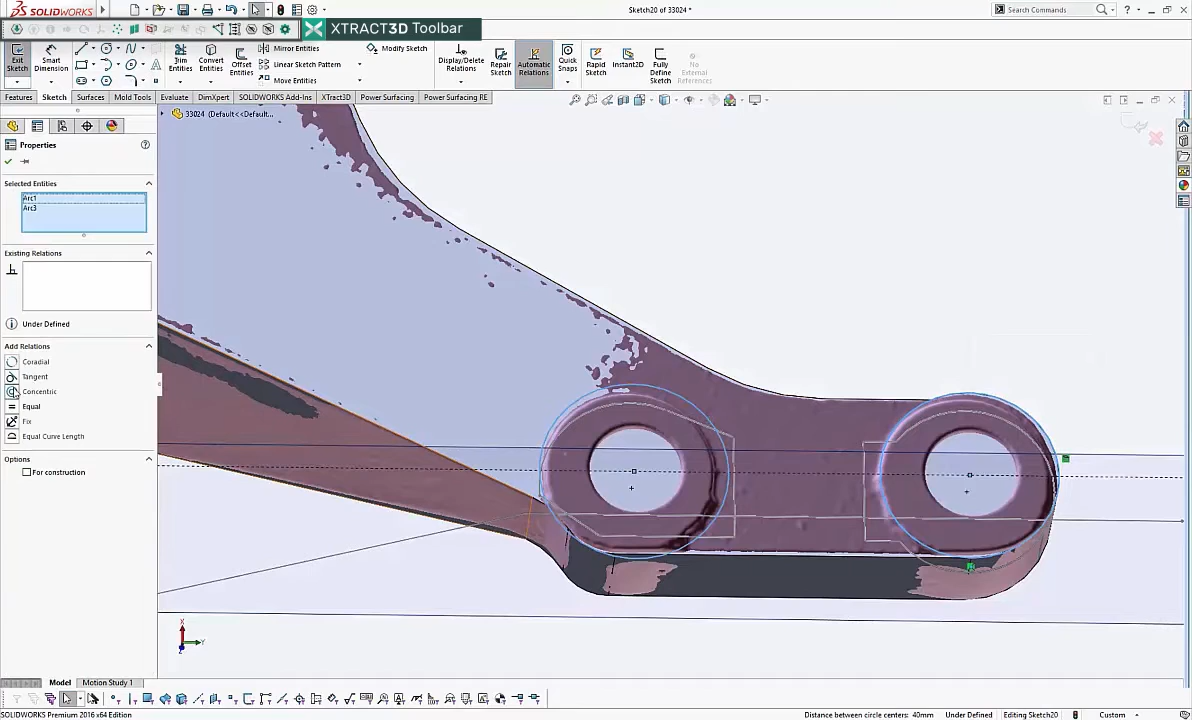 SOLIDWORKS
Sketch20 of 33024 *
Search Commands
XTRACT3D Toolbar
Exit Sketch
Smart Dimension
Trim Entities
Convert Entities
Offset Entities
Mirror Entities
Linear Sketch Pattern
Move Entities
Modify Sketch
Display/Delete Relations
Repair Sketch
Automatic Relations
Quick Snaps
Rapid Sketch
Instant2D
Fully Define Sketch
No External References
Features
Sketch
Surfaces
Mold Tools
Evaluate
DimXpert
SOLIDWORKS Add-Ins
XTract3D
Power Surfacing
Power Surfacing RE
33024 (Default<<Default...
Properties
Selected Entities
Arc1
Arc3
Existing Relations
Under Defined
Add Relations
Coradial
Tangent
Concentric
Equal
Fix
Equal Curve Length
Options
For construction
X
Y
Z
Model
Motion Study 1
SOLIDWORKS Premium 2016 x64 Edition
Distance between circle centers: 40mm
Under Defined
Editing Sketch20
Custom